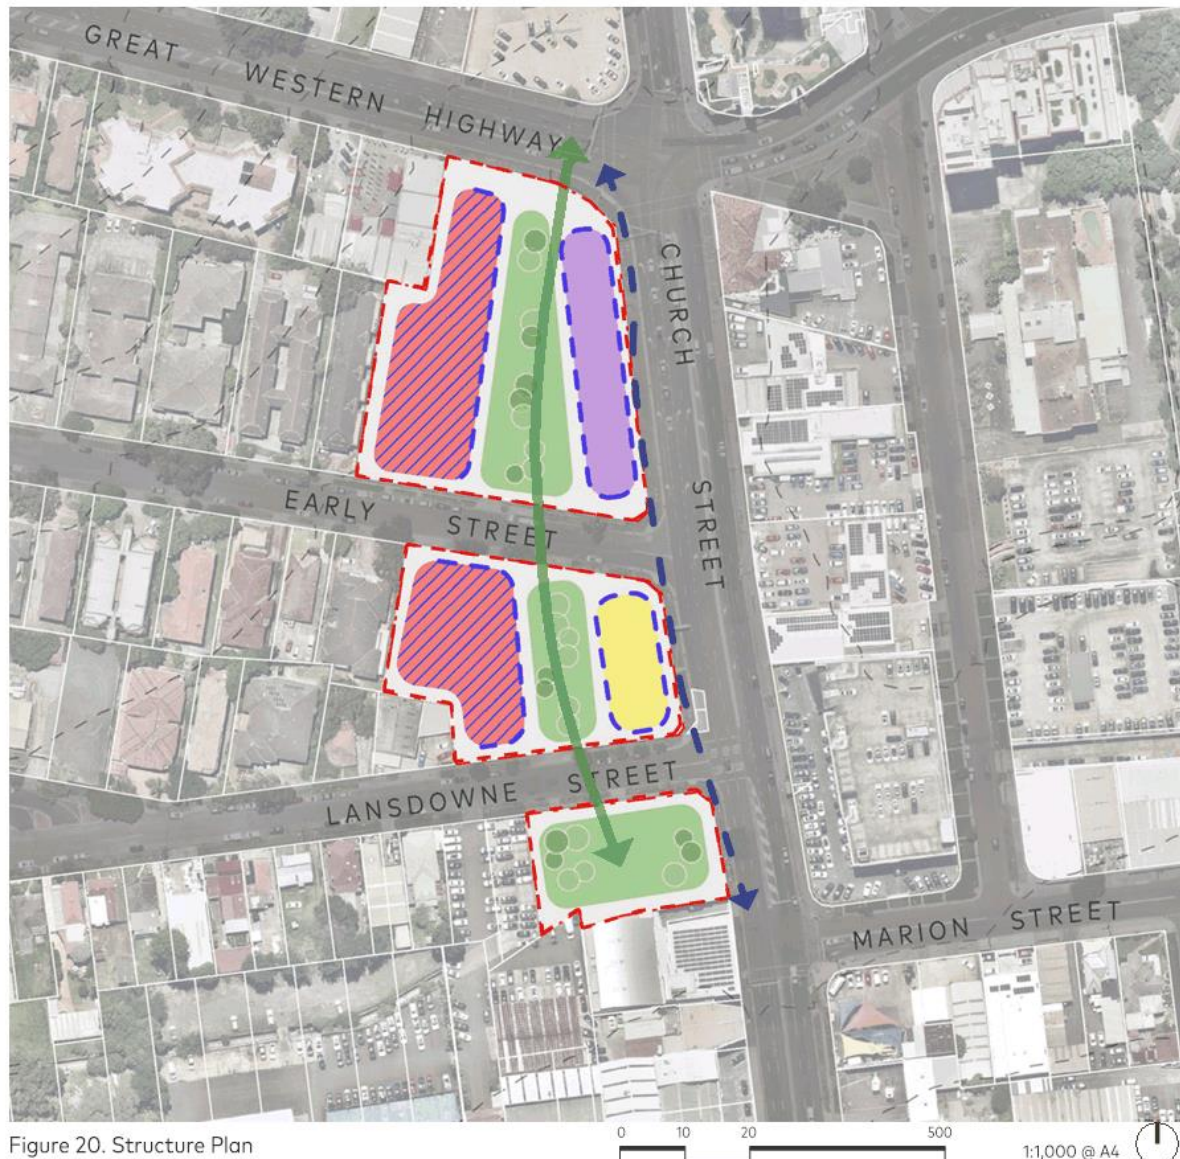 GREAT WESTERN HIGHWAY
CHURCH STREET
EARLY STREET
LANSDOWNE STREET
MARION STREET
Figure 20. Structure Plan
0 10 20 500
1:1,000 @ A4